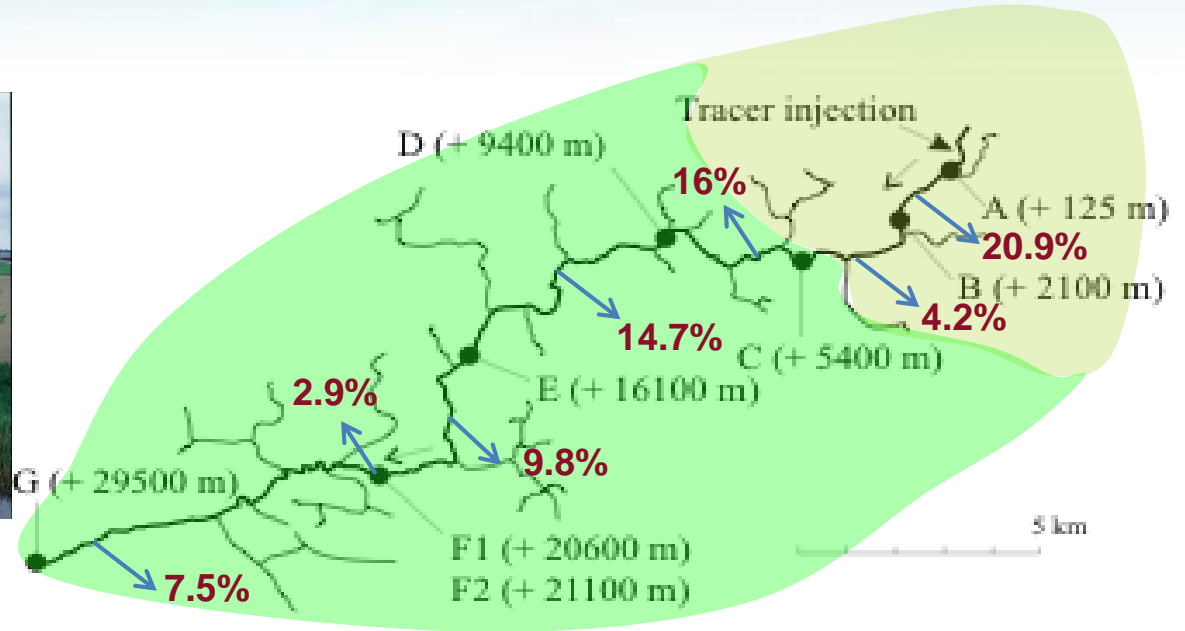 Tracer injection
D (+ 9400 m)
16%
A (+ 125 m)
20.9%
B (+ 2100 m)
4.2%
14.7%
C (+ 5400 m)
E (+ 16100 m)
2.9%
9.8%
G (+ 29500 m)
5 km
F1 (+ 20600 m)
F2 (+ 21100 m)
7.5%